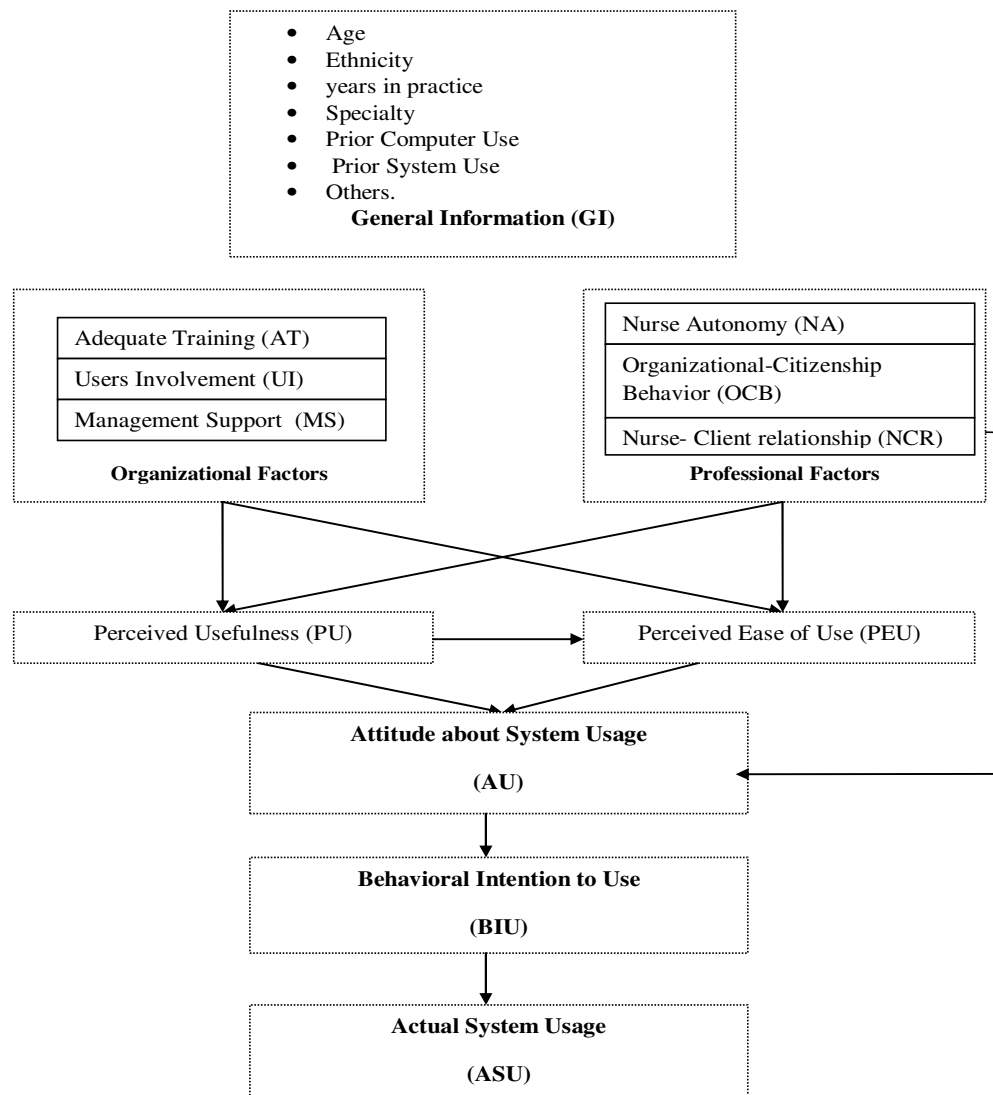 • Age
• Ethnicity
• years in practice
• Specialty
• Prior Computer Use
• Prior System Use
• Others.
General Information (GI)
Adequate Training (AT)
Users Involvement (UI)
Management Support (MS)
Organizational Factors
Nurse Autonomy (NA)
Organizational-Citizenship
Behavior (OCB)
Nurse- Client relationship (NCR)
Professional Factors
Perceived Usefulness (PU)
Perceived Ease of Use (PEU)
Attitude about System Usage
(AU)
Behavioral Intention to Use
(BIU)
Actual System Usage
(ASU)